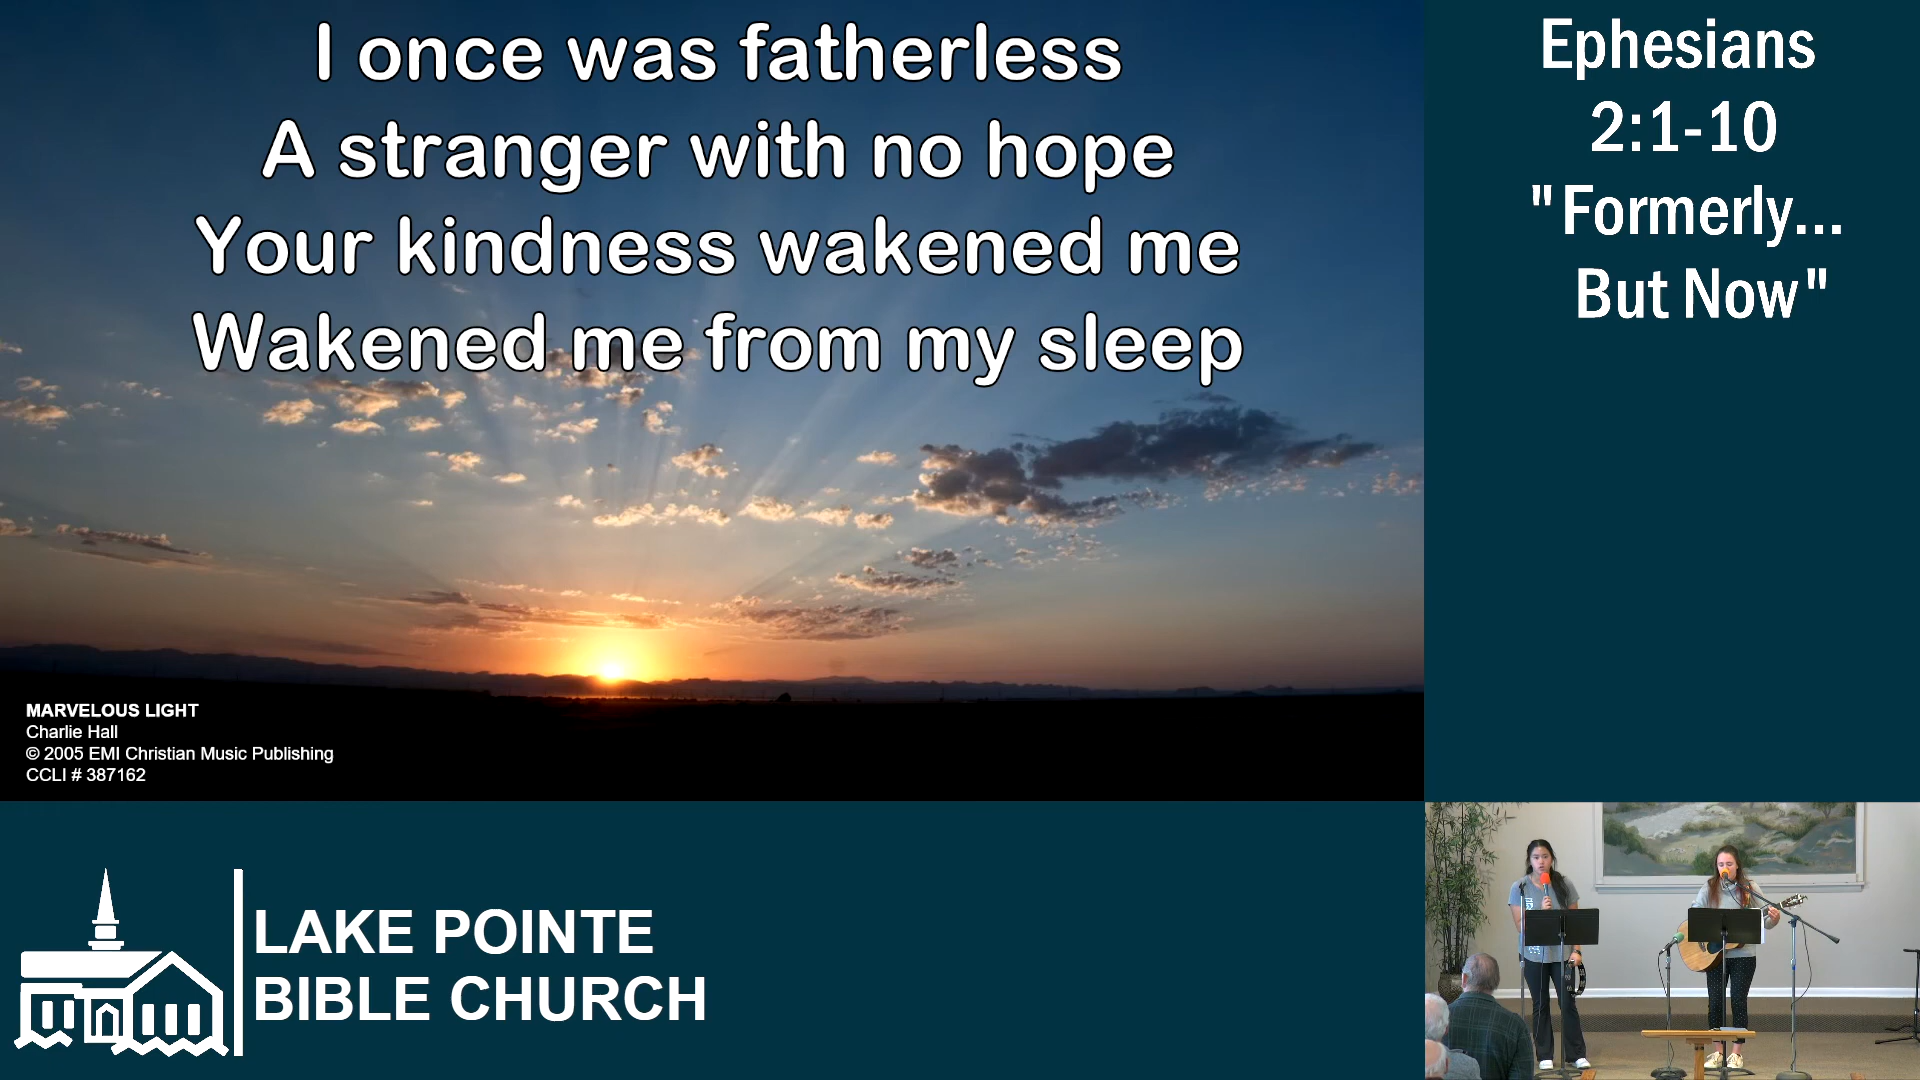 I once was fatherless
A stranger with no hope
Your kindness wakened me
Wakened me from my sleep
MARVELOUS LIGHT
Charlie Hall
© 2005 EMI Christian Music Publishing
CCLI # 387162
Ephesians
2:1-10
"Formerly...
But Now"
LAKE POINTE
BIBLE CHURCH